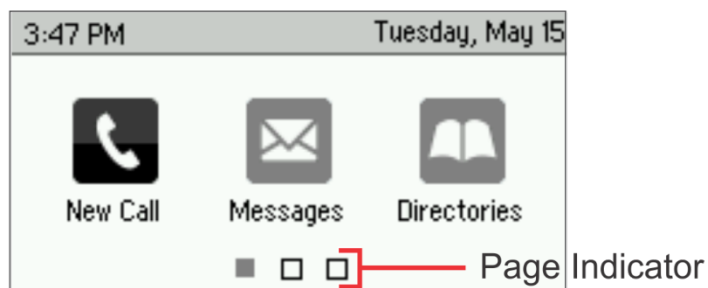 3:47 PM Tuesday, May 15
New Call Messages Directories
Page Indicator